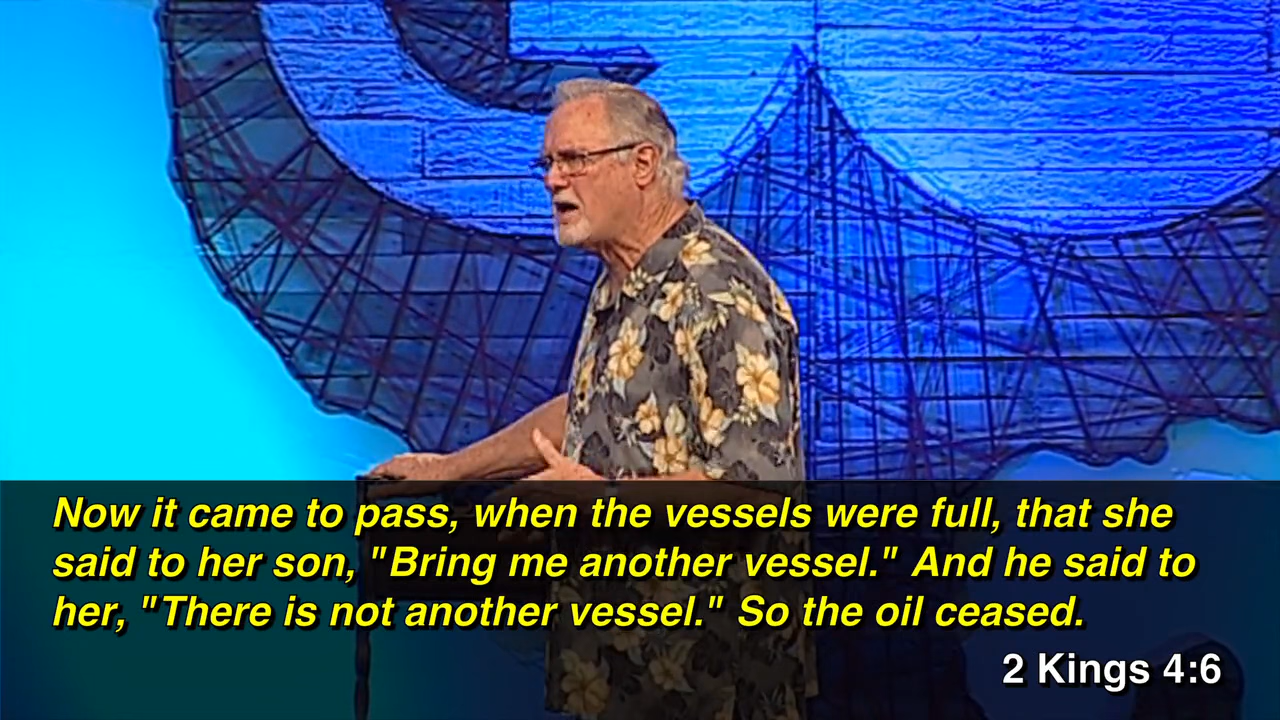 Now it came to pass, when the vessels were full, that she
said to her son, "Bring me another vessel." And he said to
her, "There is not another vessel." So the oil ceased.
2 Kings 4:6